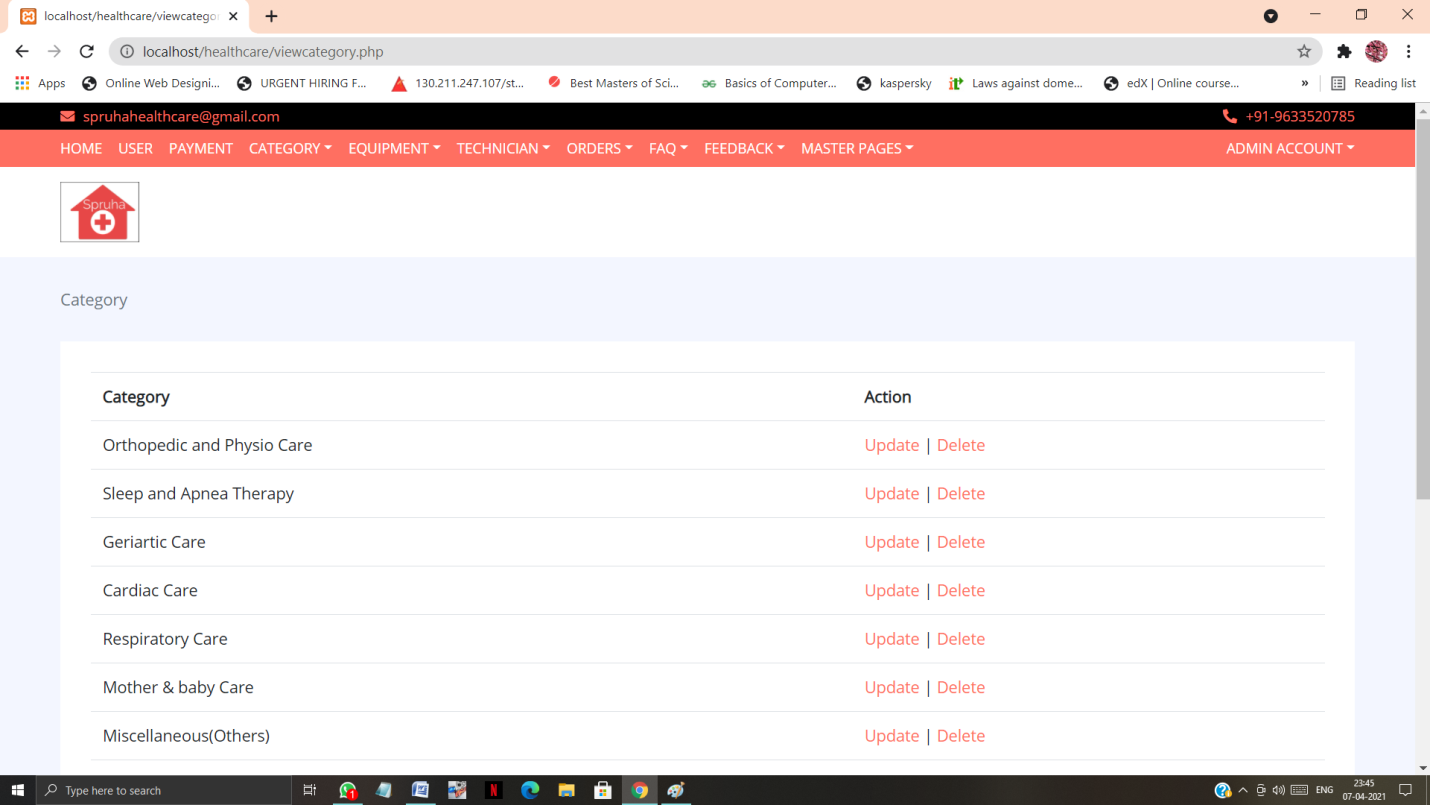 localhost/healthcare/viewcategor
localhost/healthcare/viewcategory.php
Apps Online Web Designi... URGENT HIRING F... 130.211.247.107/st... Best Masters of Sci... Basics of Computer... kaspersky Laws against dome... edX | Online course... » Reading list
spruhahealthcare@gmail.com +91-9633520785
HOME USER PAYMENT CATEGORY EQUIPMENT TECHNICIAN ORDERS FAQ FEEDBACK MASTER PAGES ADMIN ACCOUNT
Spruha
Category
Category Action
Orthopedic and Physio Care Update | Delete
Sleep and Apnea Therapy Update | Delete
Geriartic Care Update | Delete
Cardiac Care Update | Delete
Respiratory Care Update | Delete
Mother & baby Care Update | Delete
Miscellaneous(Others) Update | Delete
Type here to search 1 N ENG 23:45
07-04-2021